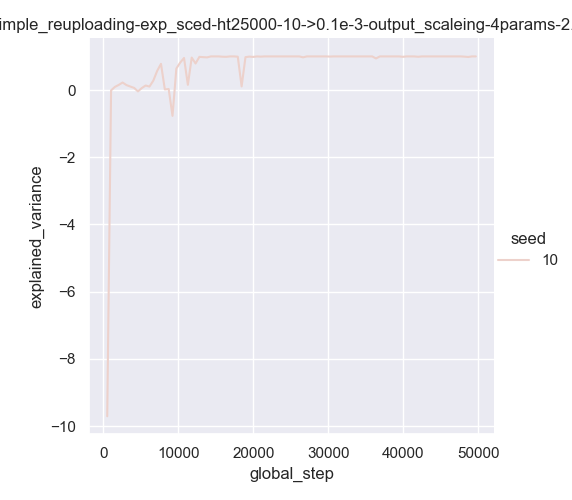 imple_reuploading-exp_sced-ht25000-10->0.1e-3-output_scaleing-4params-2.
explained_variance
0
−2
−4
−6
−8
−10
0 10000 20000 30000 40000 50000
global_step
seed
10